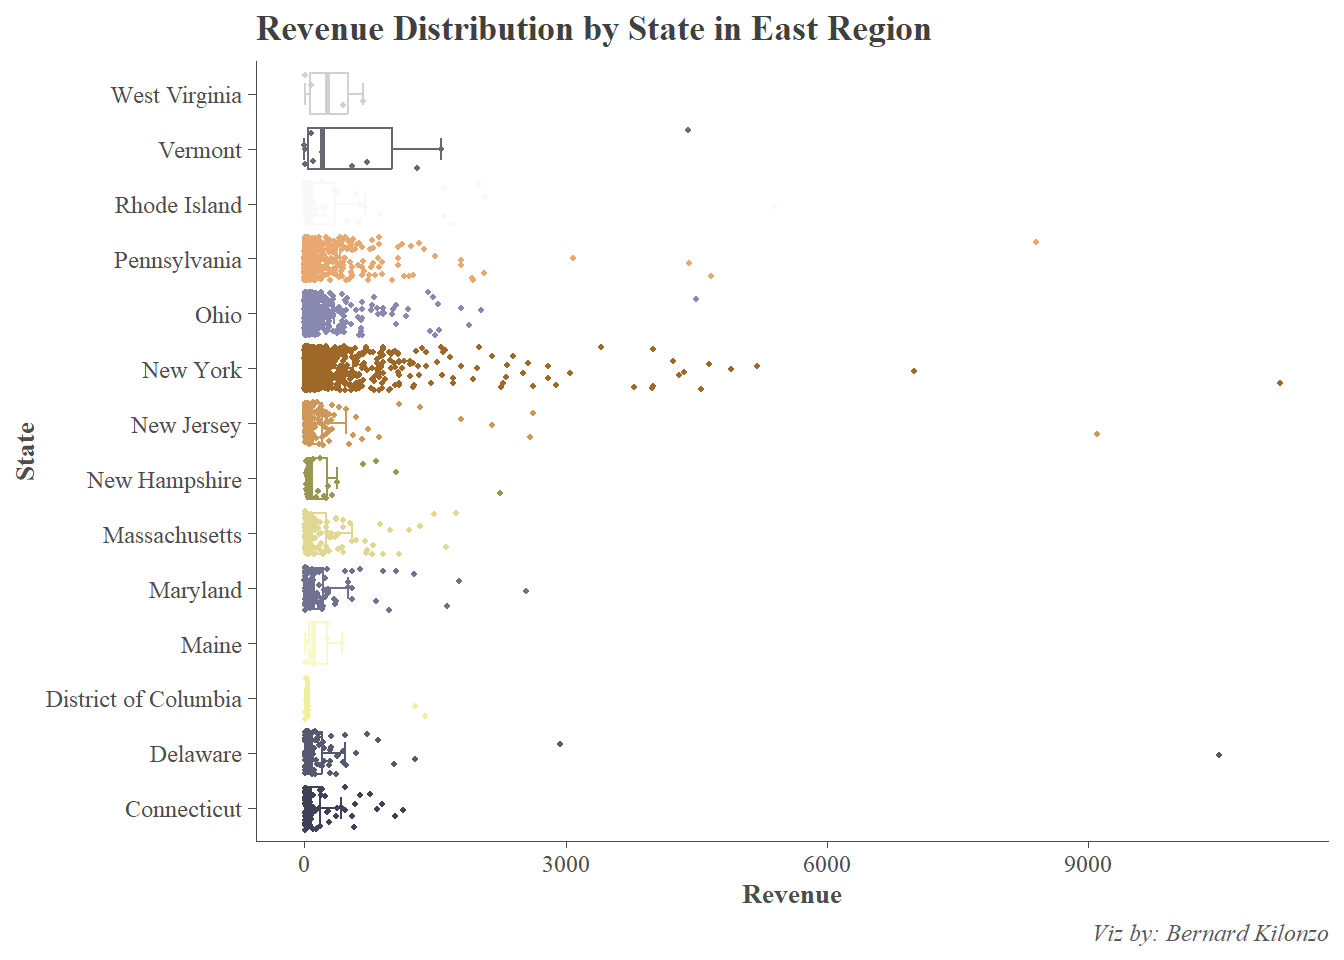 Revenue Distribution by State in East Region
West Virginia
Vermont
Rhode Island
Pennsylvania
Ohio
New York
New Jersey
New Hampshire
Massachusetts
Maryland
Maine
District of Columbia
Delaware
Connecticut
State
0 3000 6000 9000
Revenue
Viz by: Bernard Kilonzo